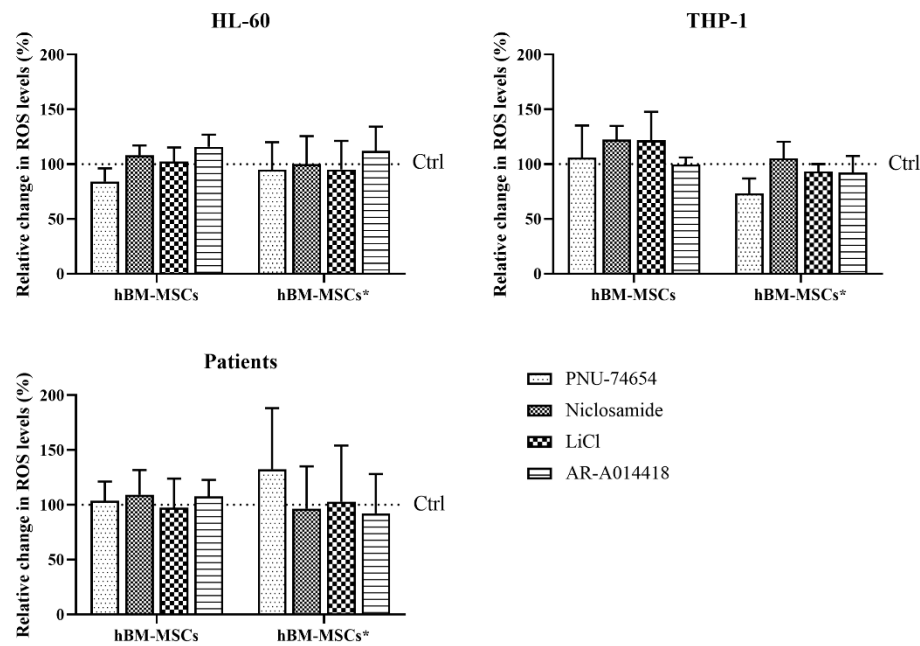 HL-60
Relative change in ROS levels (%)
200
150
100
50
0
Ctrl
hBM-MSCs
hBM-MSCs*
THP-1
Relative change in ROS levels (%)
200
150
100
50
0
Ctrl
hBM-MSCs
hBM-MSCs*
Patients
Relative change in ROS levels (%)
200
150
100
50
0
Ctrl
hBM-MSCs
hBM-MSCs*
PNU-74654
Niclosamide
LiCl
AR-A014418